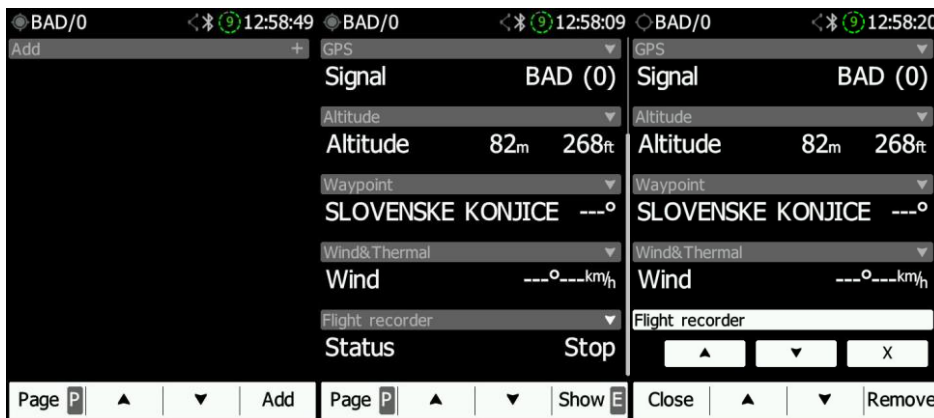 BAD/0 9 12:58:49
Add +
Page P ▲ ▼ Add
BAD/0 9 12:58:09
GPS
Signal BAD (0)
Altitude
Altitude 82m 268ft
Waypoint
SLOVENSKE KONJICE ---°
Wind&Thermal
Wind ---°---km/h
Flight recorder
Status Stop
Page P ▲ ▼ Show E
BAD/0 9 12:58:20
GPS
Signal BAD (0)
Altitude
Altitude 82m 268ft
Waypoint
SLOVENSKE KONJICE ---°
Wind&Thermal
Wind ---°---km/h
Flight recorder
▲ ▼ X
Close ▲ ▼ Remove